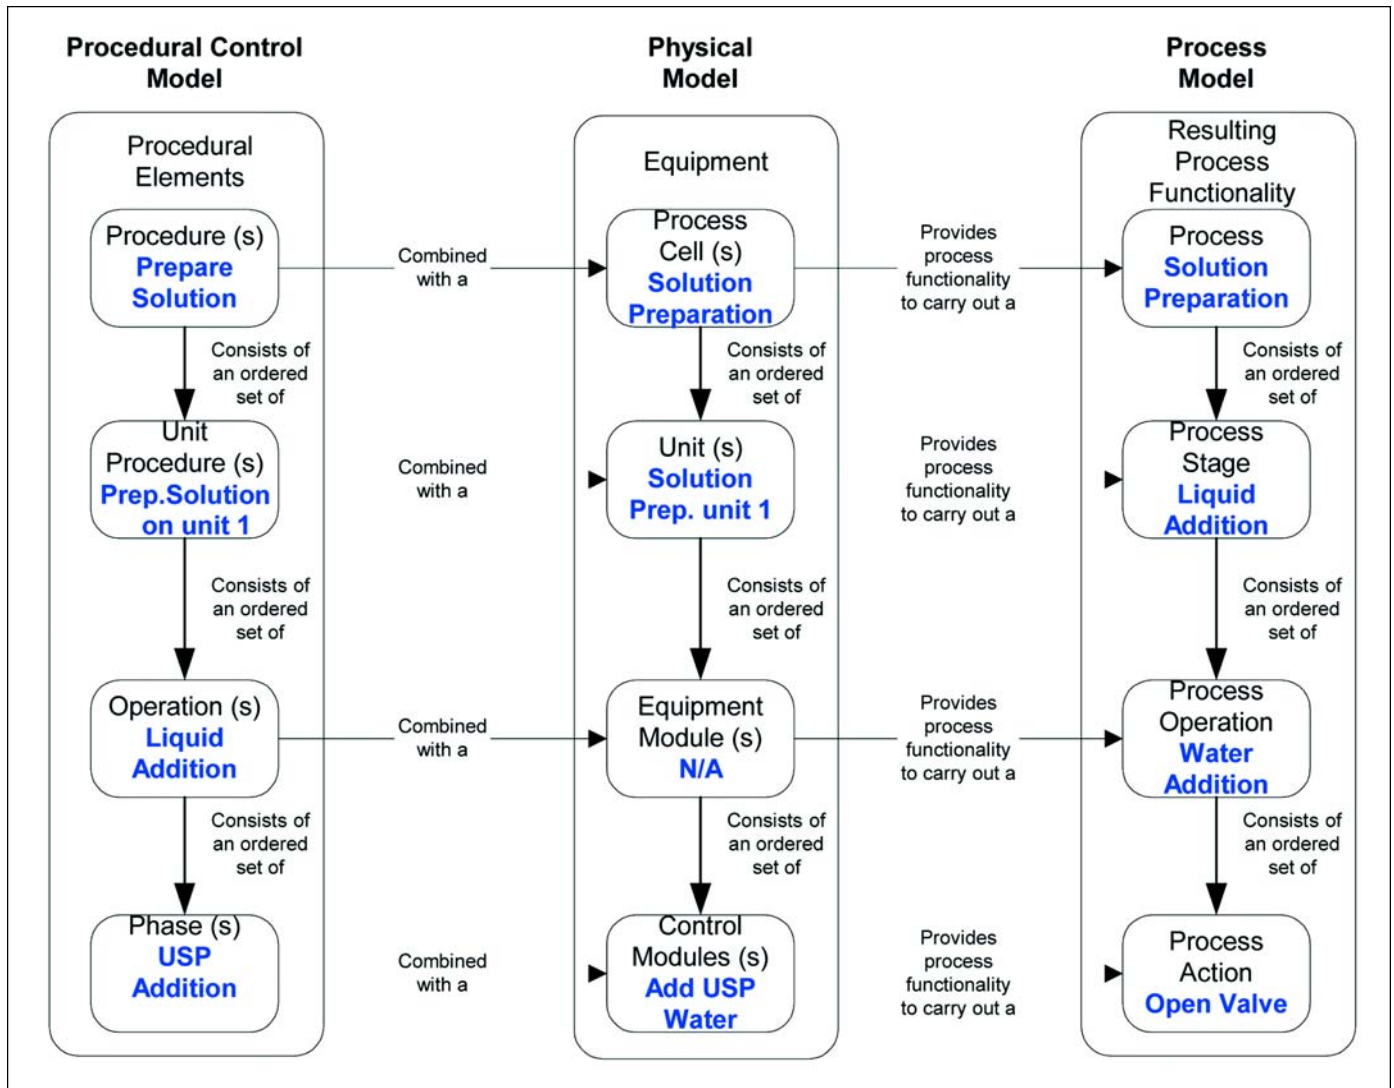 Procedural Control
Model
Physical
Model
Process
Model
Procedural
Elements
Equipment
Resulting
Process
Functionality
Procedure (s)
Prepare
Solution
Combined
with a
Process
Cell (s)
Solution
Preparation
Provides
process
functionality
to carry out a
Process
Solution
Preparation
Consists of
an ordered
set of
Consists of
an ordered
set of
Consists of
an ordered
set of
Unit
Procedure (s)
Prep.Solution
on unit 1
Combined
with a
Unit (s)
Solution
Prep. unit 1
Provides
process
functionality
to carry out a
Process
Stage
Liquid
Addition
Consists of
an ordered
set of
Consists of
an ordered
set of
Consists of
an ordered
set of
Operation (s)
Liquid
Addition
Combined
with a
Equipment
Module (s)
N/A
Provides
process
functionality
to carry out a
Process
Operation
Water
Addition
Consists of
an ordered
set of
Consists of
an ordered
set of
Consists of
an ordered
set of
Phase (s)
USP
Addition
Combined
with a
Control
Modules (s)
Add USP
Water
Provides
process
functionality
to carry out a
Process
Action
Open Valve